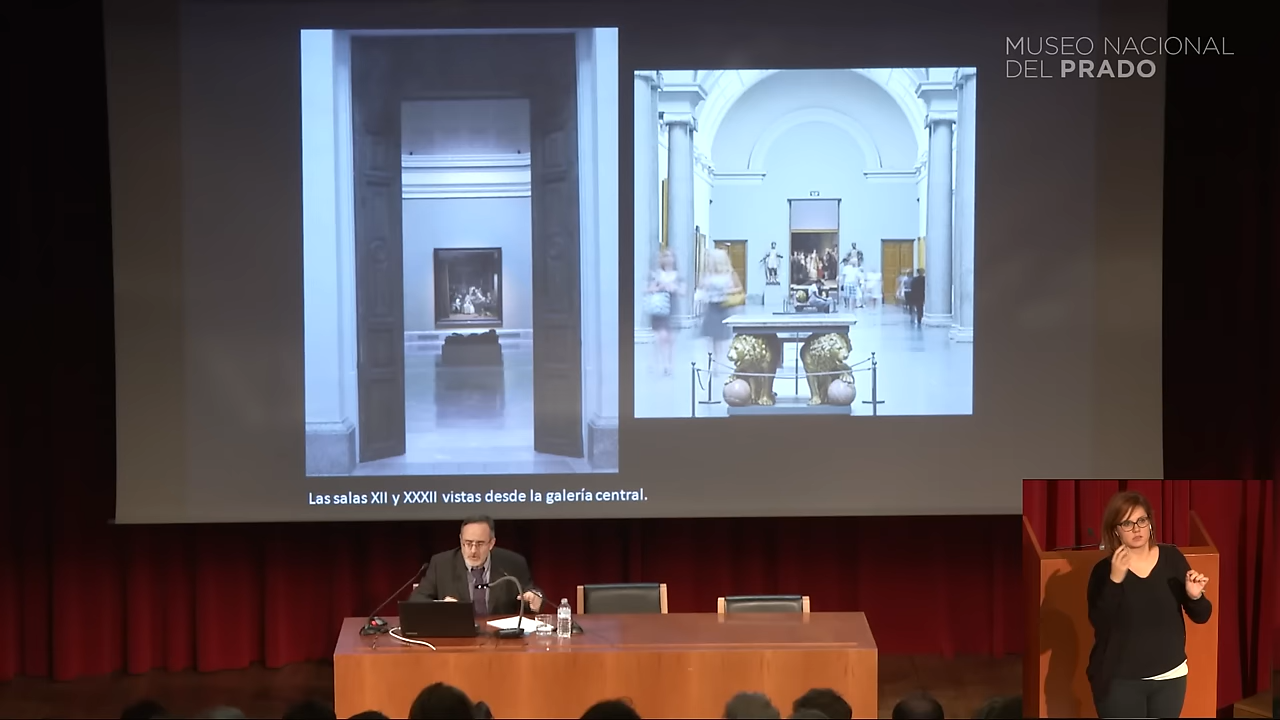 MUSEO NACIONAL
DEL PRADO
Las salas XII y XXXII vistas desde la galería central.